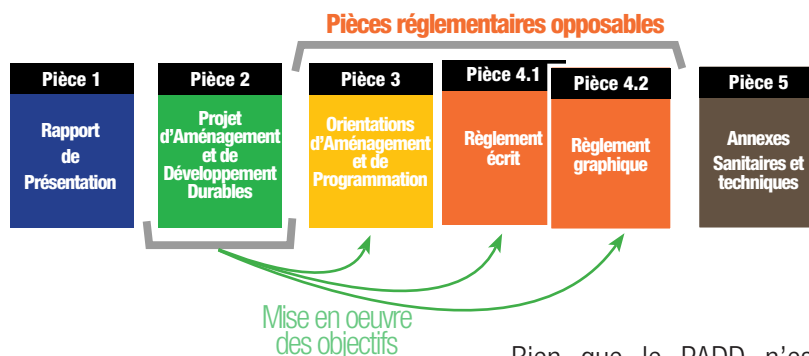 Pièces réglementaires opposables
Pièce 1
Rapport
de
Présentation
Pièce 2
Projet
d'Aménagement
et de
Développement
Durables
Pièce 3
Orientations
d'Aménagement
et de
Programmation
Pièce 4.1
Règlement
écrit
Pièce 4.2
Règlement
graphique
Pièce 5
Annexes
Sanitaires et
techniques
Mise en oeuvre
des objectifs